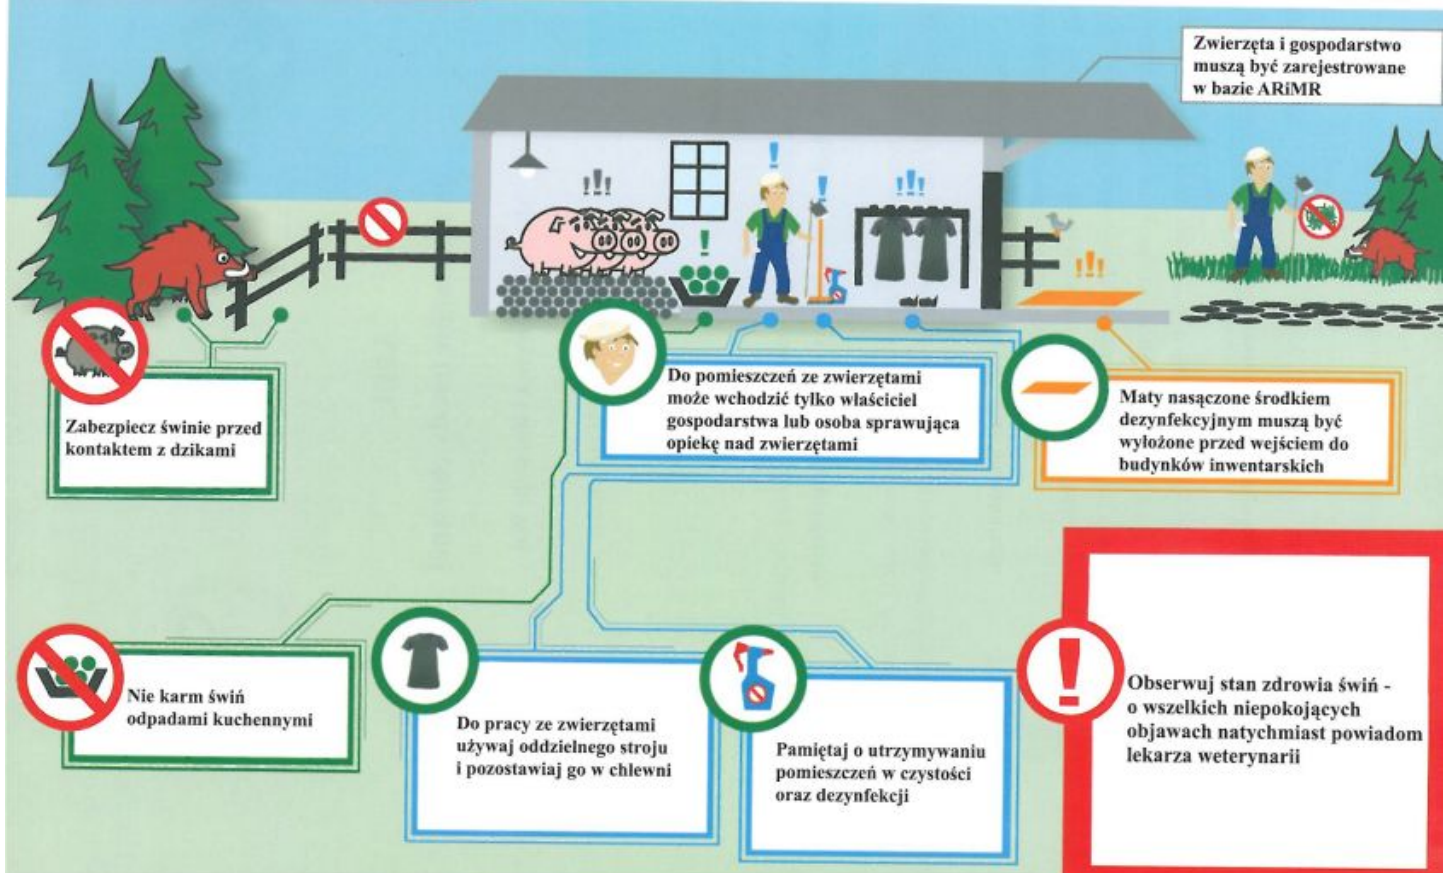 Zwierzęta i gospodarstwo
muszą być zarejestrowane
w bazie ARiMR
Zabezpiecz świnie przed
kontaktem z dzikami
Do pomieszczeń ze zwierzętami
może wchodzić tylko właściciel
gospodarstwa lub osoba sprawująca
opiekę nad zwierzętami
Maty nasączone środkiem
dezynfekcyjnym muszą być
wyłożone przed wejściem do
budynków inwentarskich
Nie karm świń
odpadami kuchennymi
Do pracy ze zwierzętami
używaj oddzielnego stroju
i pozostawiaj go w chlewni
Pamiętaj o utrzymywaniu
pomieszczeń w czystości
oraz dezynfekcji
Obserwuj stan zdrowia świń -
o wszelkich niepokojących
objawach natychmiast powiadom
lekarza weterynarii